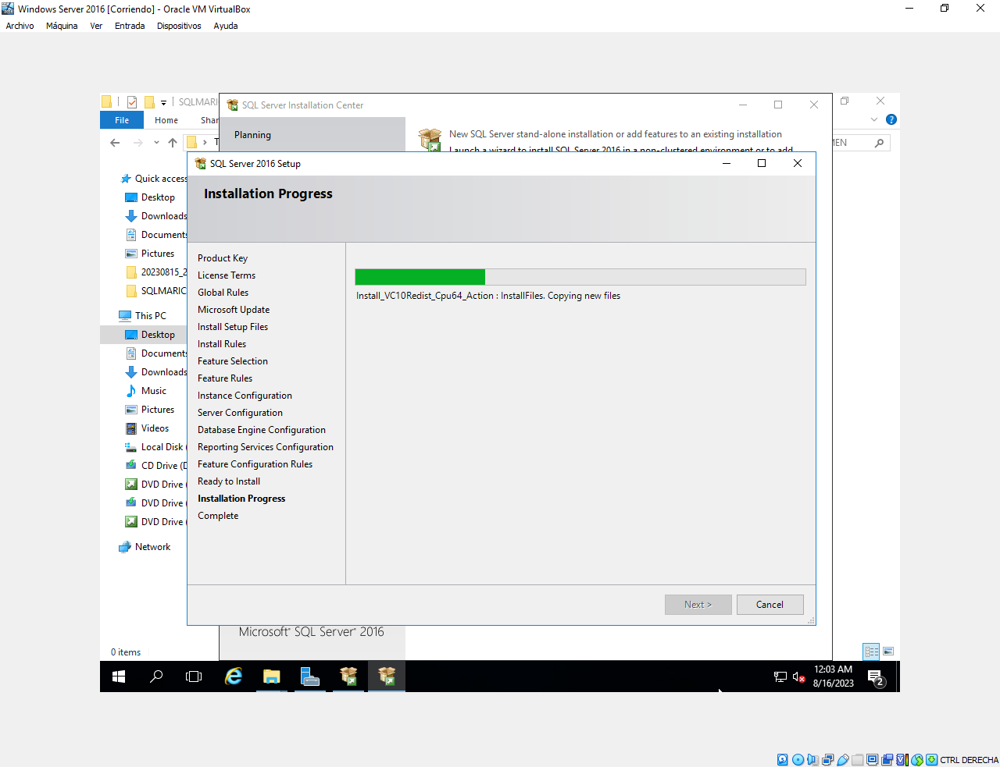 Windows Server 2016 [Corriendo] - Oracle VM VirtualBox
Archivo Máquina Ver Entrada Dispositivos Ayuda
SQLMARI
File Home Shar
SQL Server Installation Center
Planning
New SQL Server stand-alone installation or add features to an existing installation
Launch a wizard to install SQL Server 2016 in a non-clustered environment or to add
MEN
SQL Server 2016 Setup
Installation Progress
Quick access
Desktop
Downloads
Documents
Pictures
20230815_2
SQLMARIC
This PC
Desktop
Documents
Downloads
Music
Pictures
Videos
Local Disk (
CD Drive (D
DVD Drive (
DVD Drive (
DVD Drive (
Network
Product Key
License Terms
Global Rules
Microsoft Update
Install Setup Files
Install Rules
Feature Selection
Feature Rules
Instance Configuration
Server Configuration
Database Engine Configuration
Reporting Services Configuration
Feature Configuration Rules
Ready to Install
Installation Progress
Complete
Install_VC10Redist_Cpu64_Action : InstallFiles. Copying new files
Next > Cancel
Microsoft® SQL Server® 2016
0 items
12:03 AM
8/16/2023
2
CTRL DERECHA